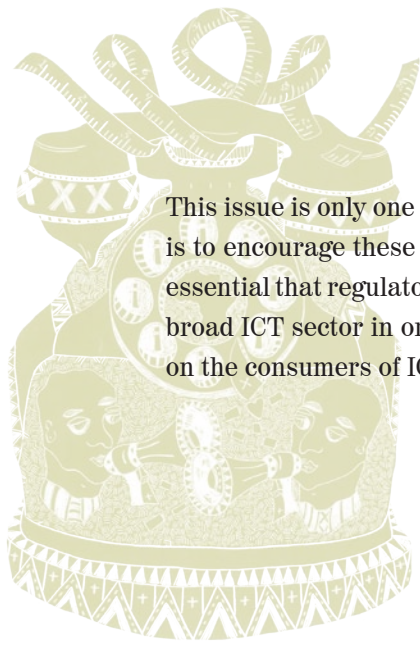 This issue is only one
is to encourage these
essential that regulato
broad ICT sector in or
on the consumers of IC